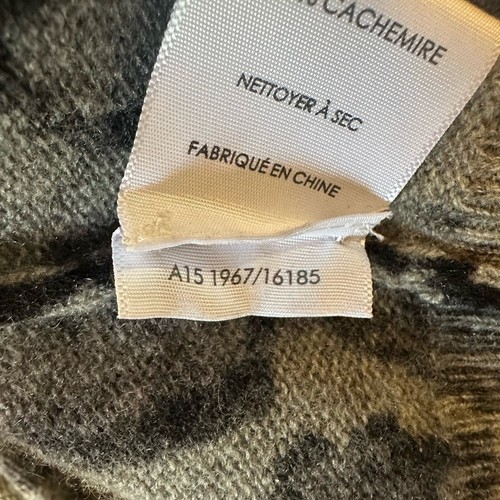 CACHEMIRE
NETTOYER À SEC
FABRIQUÉ EN CHINE
A15 1967/16185